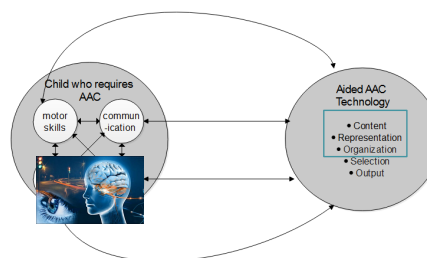 Child who requires
AAC
motor
skills
commun
-ication
Aided AAC
Technology
• Content
• Representation
• Organization
• Selection
• Output